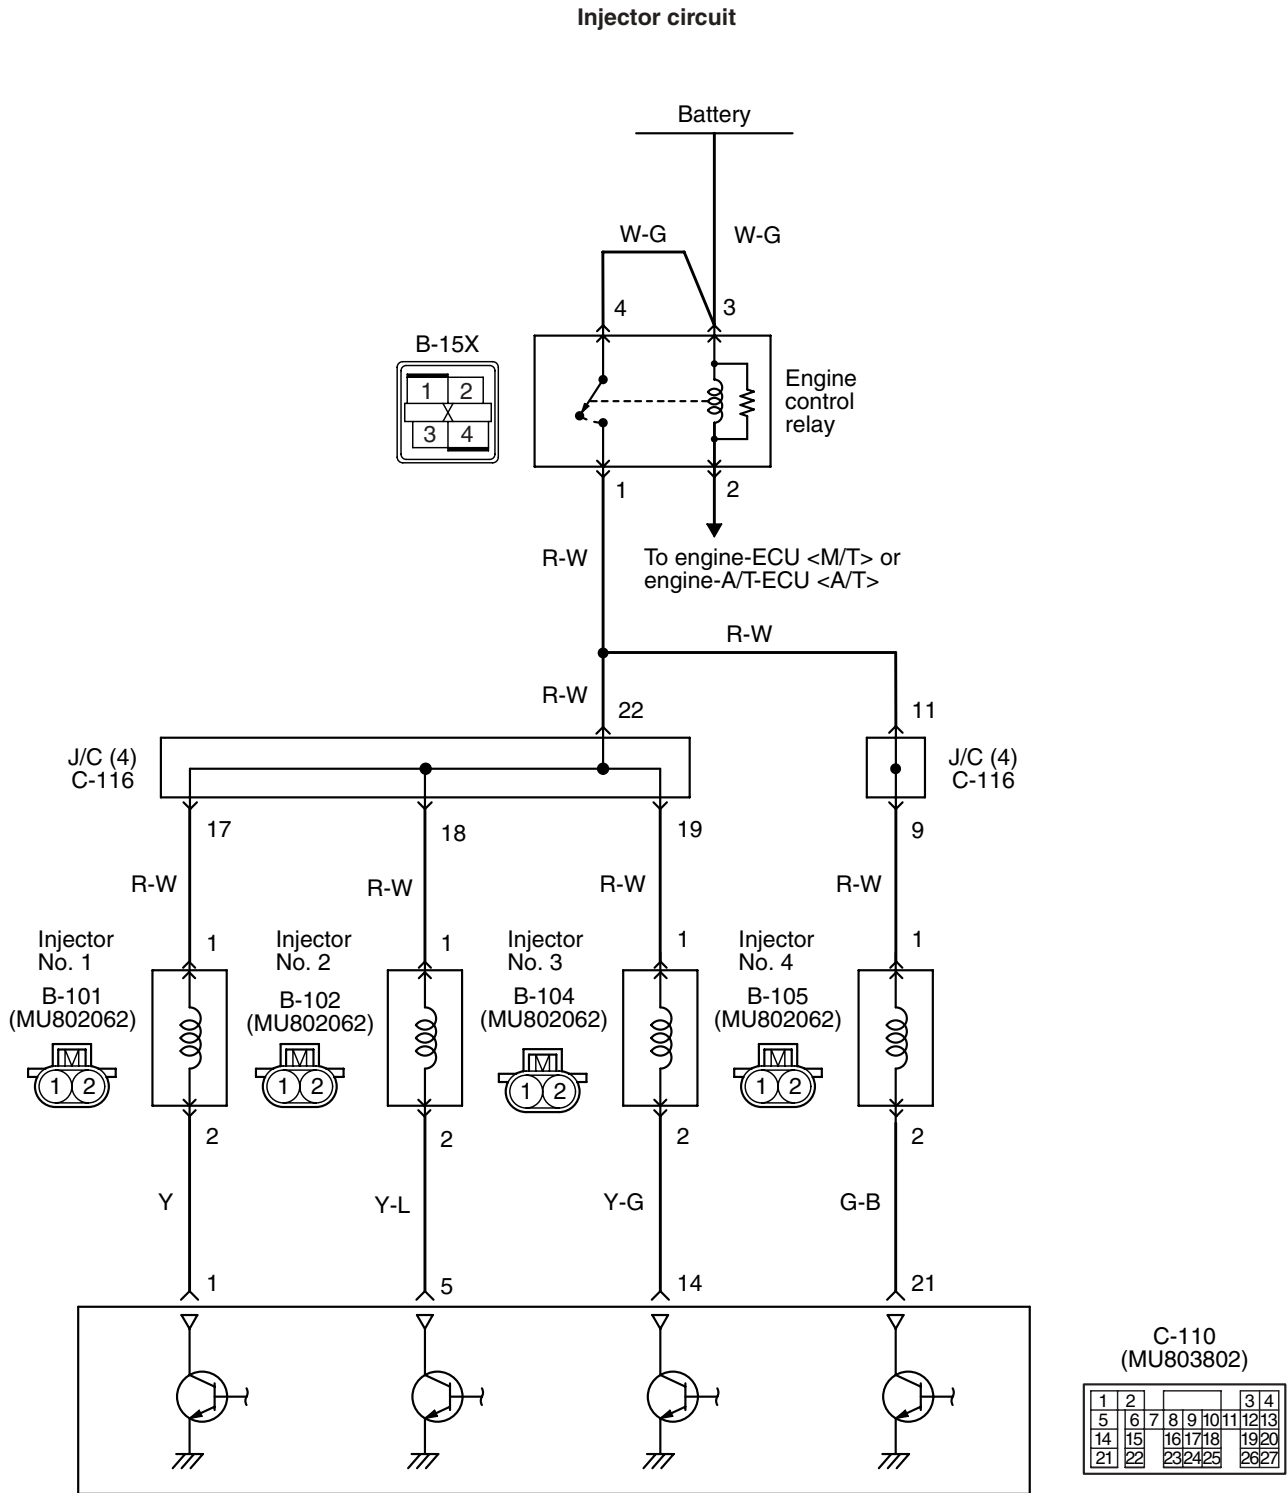 Injector circuit
Battery
W-G
W-G
4
3
B-15X
1 2
X
3 4
Engine
control
relay
1
2
R-W
To engine-ECU <M/T> or
engine-A/T-ECU <A/T>
R-W
R-W
22
11
J/C (4)
C-116
J/C (4)
C-116
17
18
19
9
R-W
R-W
R-W
R-W
Injector
No. 1
B-101
(MU802062)
1 2
1
Injector
No. 2
B-102
(MU802062)
1 2
1
Injector
No. 3
B-104
(MU802062)
1 2
1
Injector
No. 4
B-105
(MU802062)
1 2
1
2
2
2
2
Y
Y-L
Y-G
G-B
1
5
14
21
C-110
(MU803802)
1 2 3 4
5 6 7 8 9 10 11 12 13
14 15 16 17 18 19 20
21 22 23 24 25 26 27